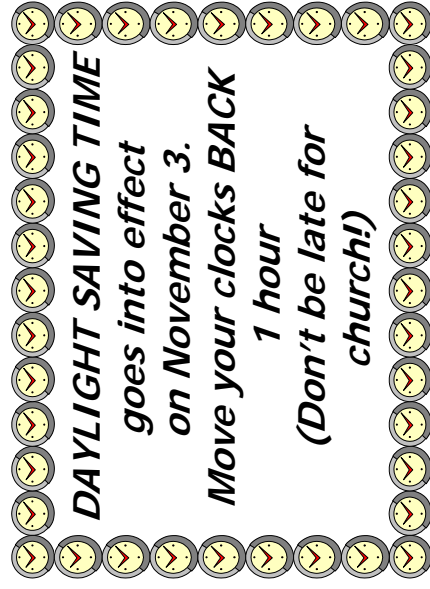 DAYLIGHT SAVING TIME
goes into effect
on November 3.
Move your clocks BACK
1 hour
(Don't be late for
church!)